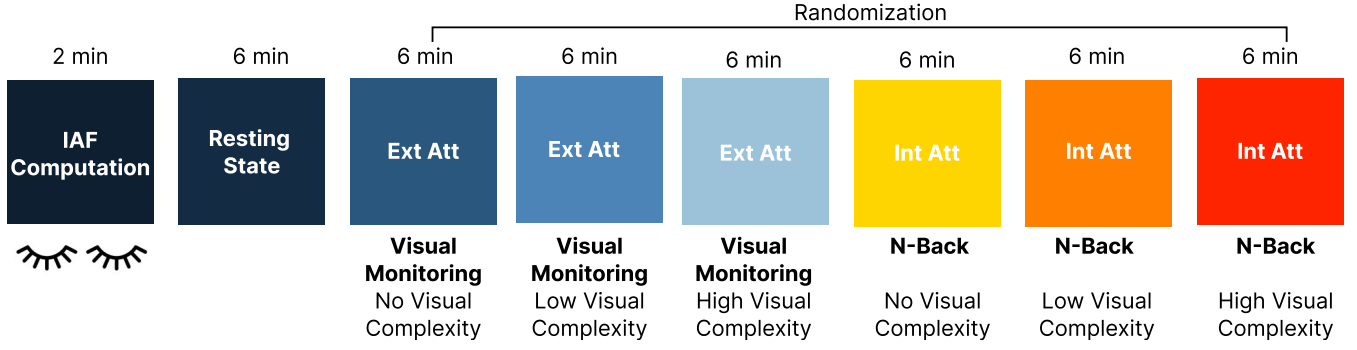 Randomization
2 min
6 min
6 min
6 min
6 min
6 min
6 min
6 min
IAF
Computation
Resting
State
Ext Att
Ext Att
Ext Att
Int Att
Int Att
Int Att
Visual
Monitoring
No Visual
Complexity
Visual
Monitoring
Low Visual
Complexity
Visual
Monitoring
High Visual
Complexity
N-Back
No Visual
Complexity
N-Back
Low Visual
Complexity
N-Back
High Visual
Complexity